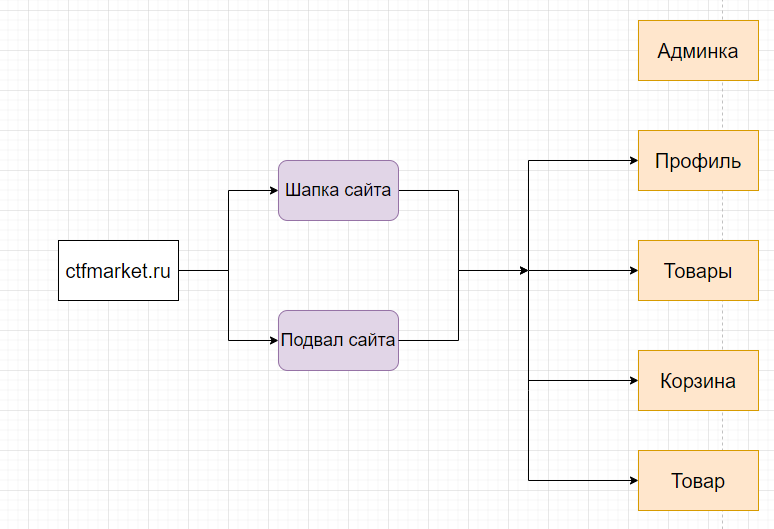 Админка
Профиль
Шапка сайта
ctfmarket.ru
Товары
Подвал сайта
Корзина
Товар